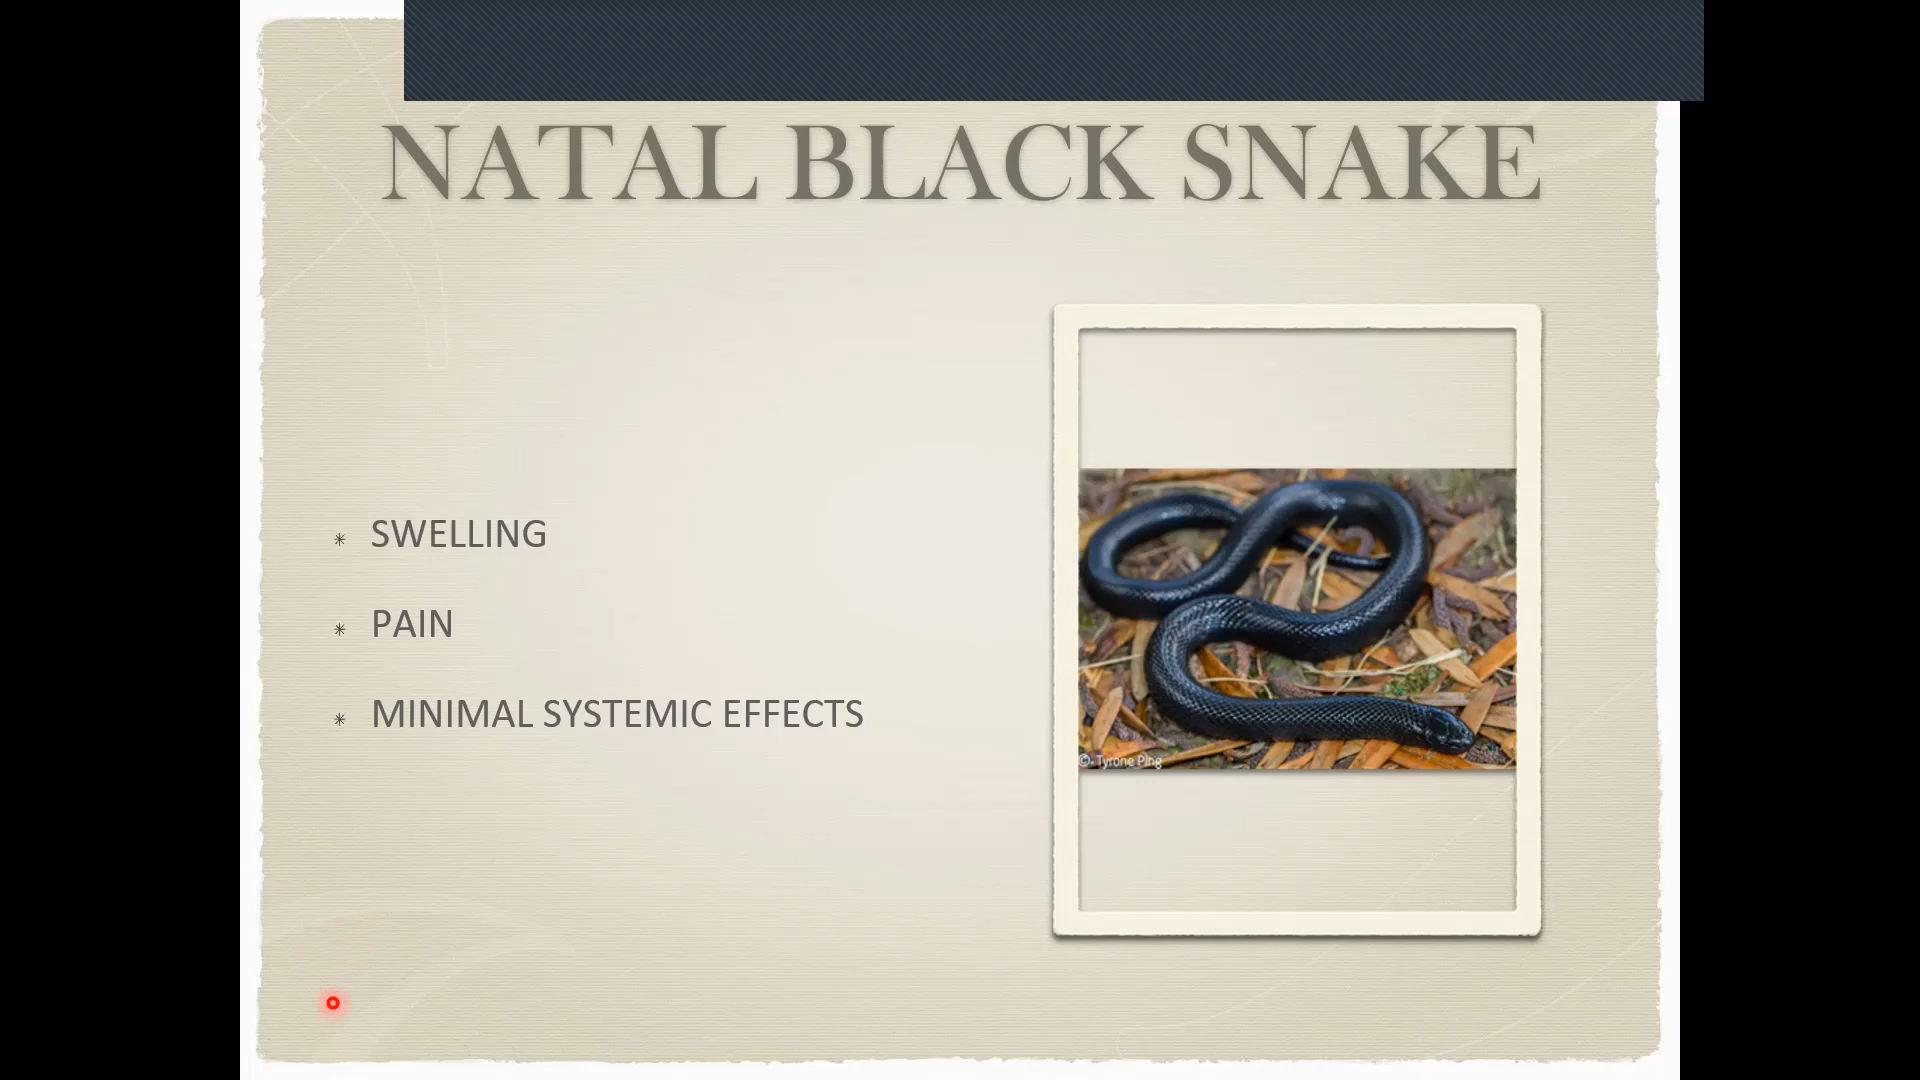 NATAL BLACK SNAKE
SWELLING
PAIN
MINIMAL SYSTEMIC EFFECTS
© Tyrone Ping